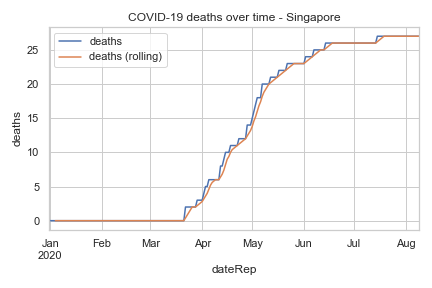 COVID-19 deaths over time - Singapore
deaths
deaths (rolling)
25
20
15
10
5
0
deaths
Jan Feb Mar Apr May Jun Jul Aug
2020
dateRep